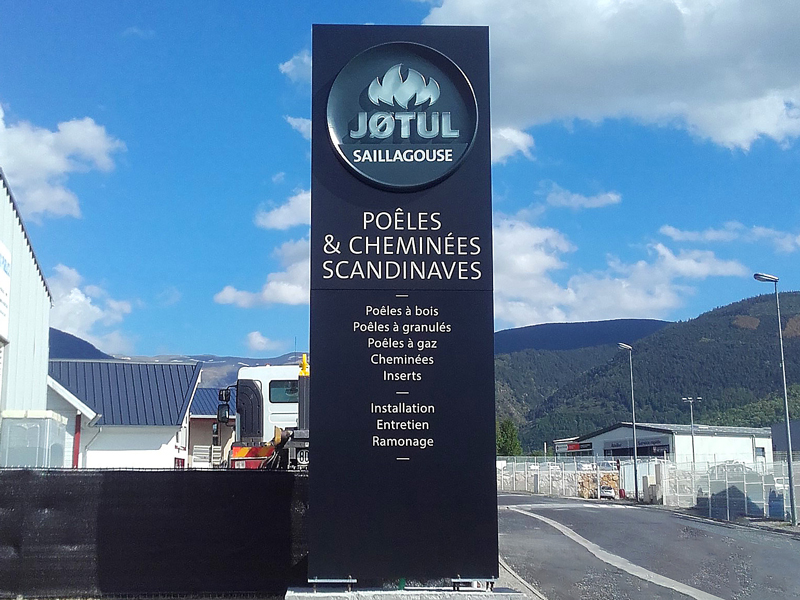 JØTUL
SAILLAGOUSE
POÊLES
& CHEMINÉES
SCANDINAVES
Poêles à bois
Poêles à granulés
Poêles à gaz
Cheminées
Inserts
Installation
Entretien
Ramonage